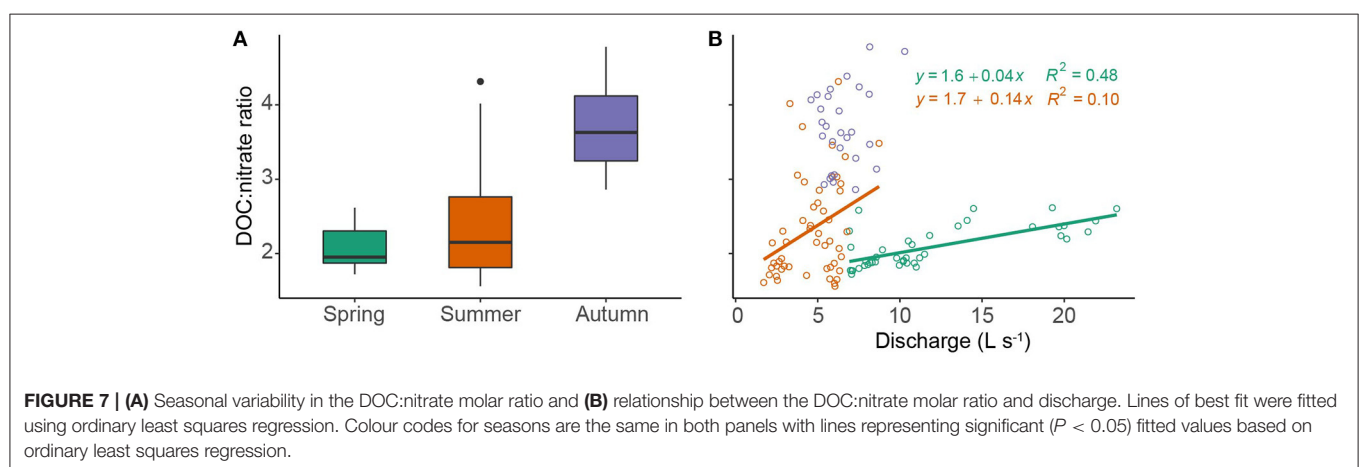 A
B
DOC:nitrate ratio
4
3
2
Spring Summer Autumn
y = 1.6 + 0.04x R² = 0.48
y = 1.7 + 0.14x R² = 0.10
0 5 10 15 20
Discharge (L s⁻¹)
FIGURE 7 | (A) Seasonal variability in the DOC:nitrate molar ratio and (B) relationship between the DOC:nitrate molar ratio and discharge. Lines of best fit were fitted
using ordinary least squares regression. Colour codes for seasons are the same in both panels with lines representing significant (P < 0.05) fitted values based on
ordinary least squares regression.